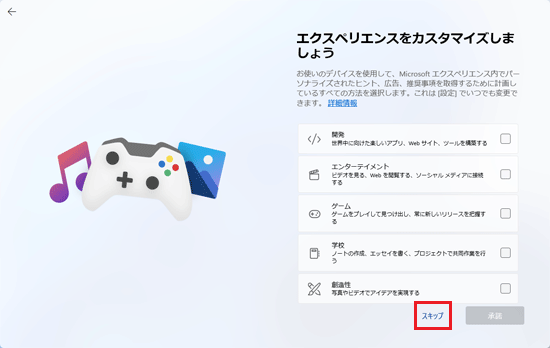 エクスペリエンスをカスタマイズしま
しょう
お使いのデバイスを使用して、Microsoft エクスペリエンス内でパー
ソナライズされたヒント、広告、推奨事項を取得するために計画し
ているすべての方法を選択します。これは [設定] でいつでも変更で
きます。 詳細情報
開発
世界中に向けた楽しいアプリ、Web サイト、ツールを構築する
エンターテイメント
ビデオを見る、Web を閲覧する、ソーシャル メディアに接続
する
ゲーム
ゲームをプレイして見つけ出し、常に新しいリリースを把握す
る
学校
ノートの作成、エッセイを書く、プロジェクトで共同作業を行
う
創造性
写真やビデオでアイデアを実現する
スキップ
承諾